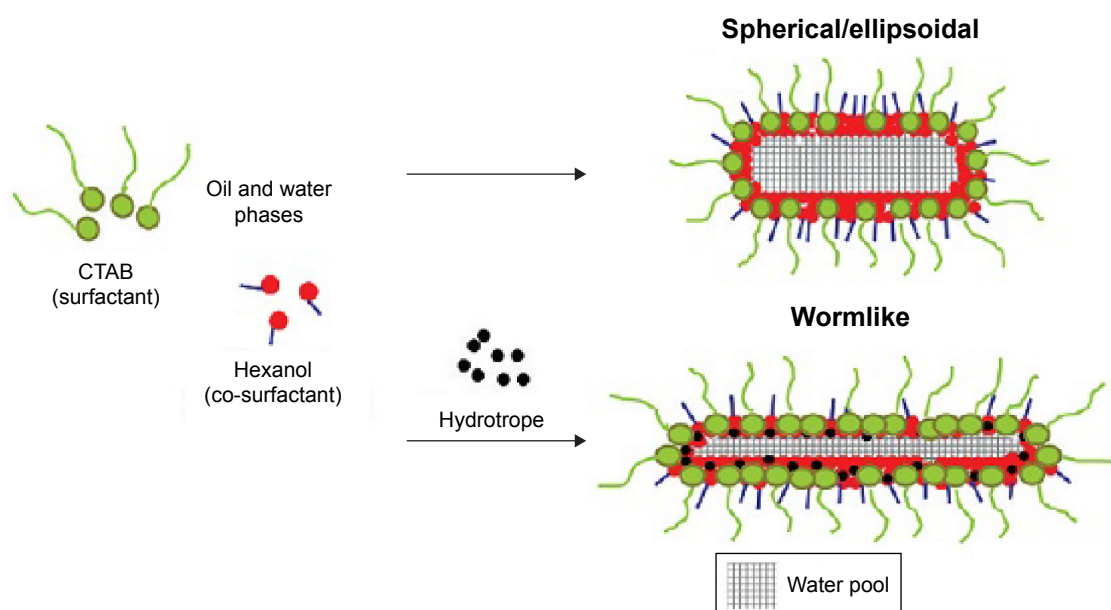 Spherical/ellipsoidal
Oil and water
phases
CTAB
(surfactant)
Wormlike
Hexanol
(co-surfactant)
Hydrotrope
Water pool